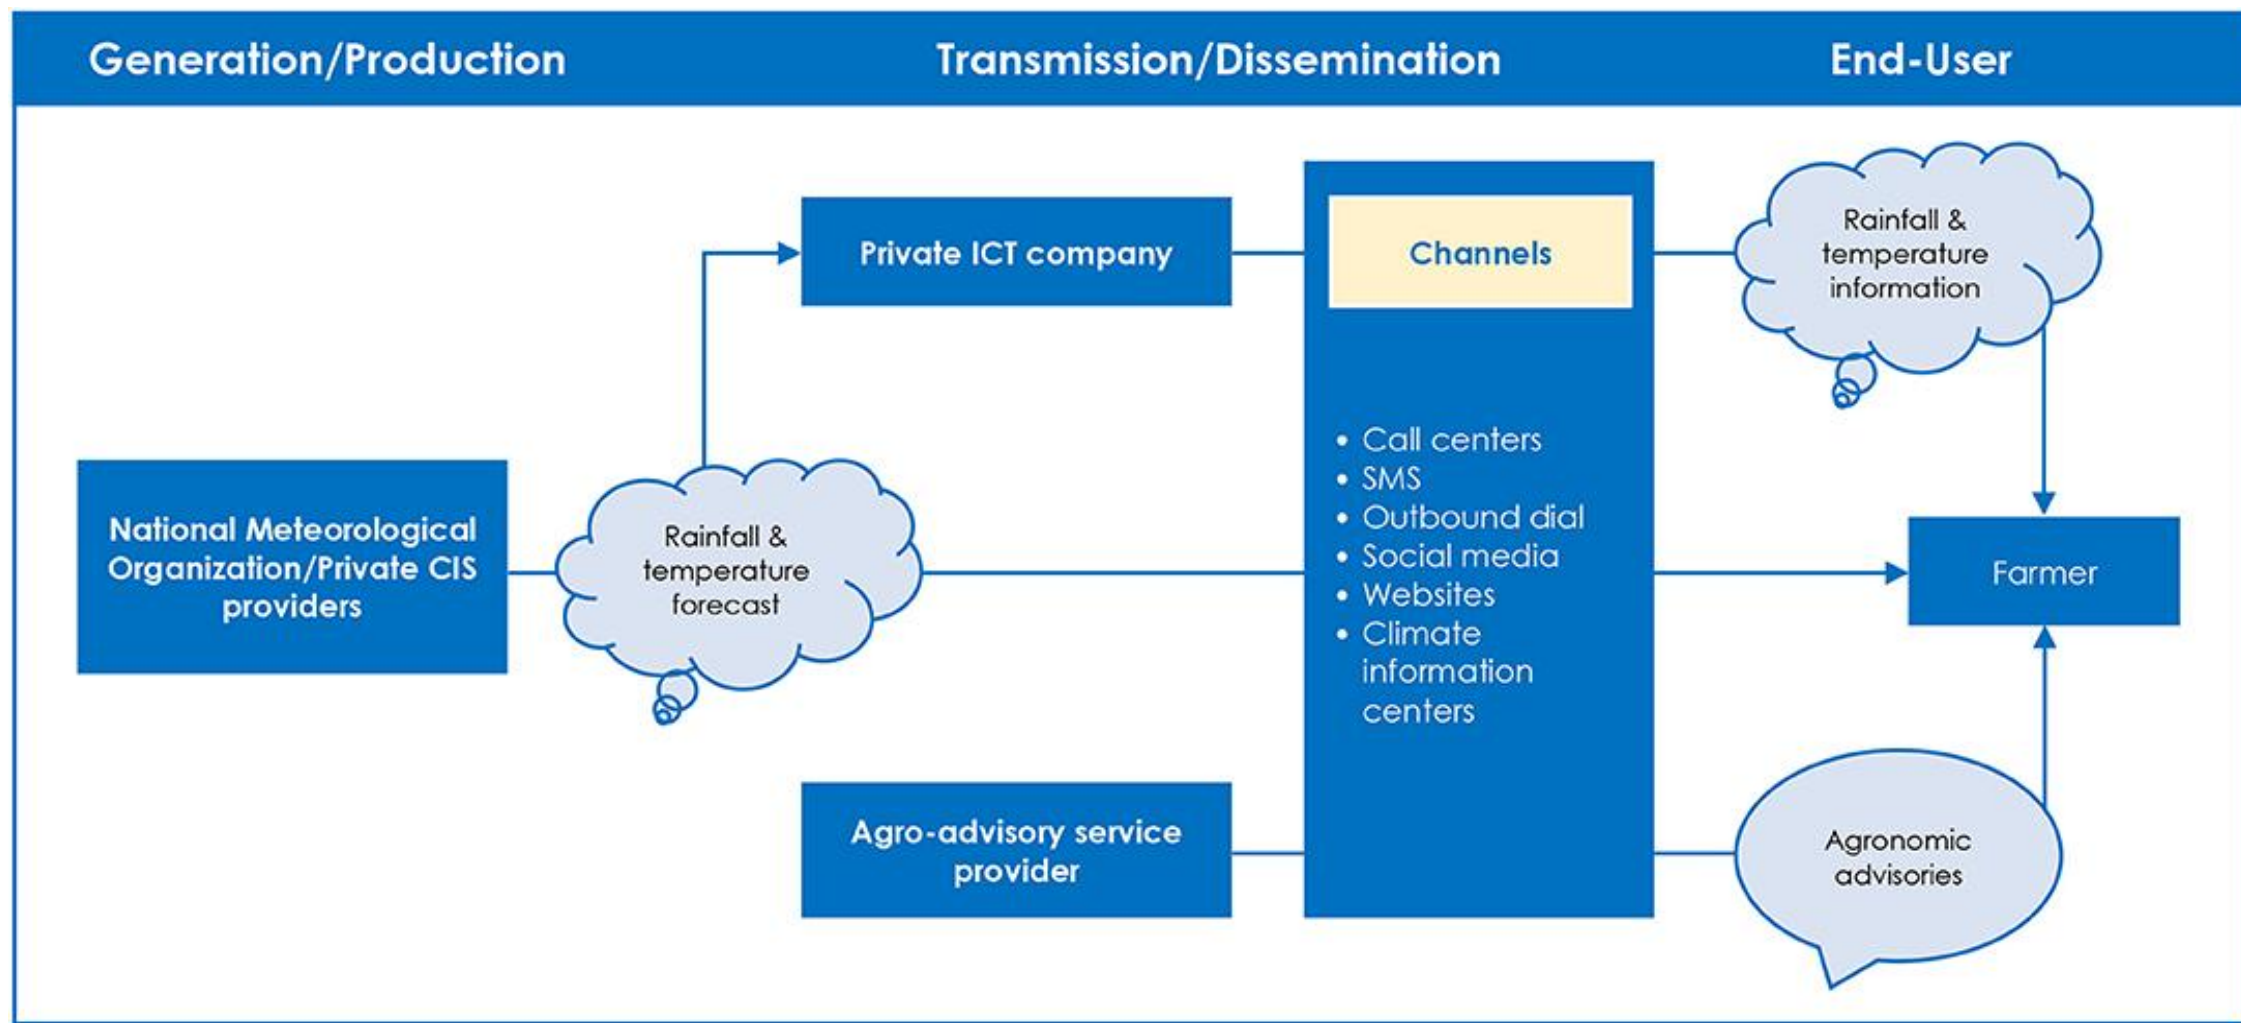 Generation/Production
Transmission/Dissemination
End-User
Private ICT company
Channels
Rainfall &
temperature
information
National Meteorological
Organization/Private CIS
providers
Rainfall &
temperature
forecast
• Call centers
• SMS
• Outbound dial
• Social media
• Websites
• Climate
information
centers
Farmer
Agro-advisory service
provider
Agronomic
advisories